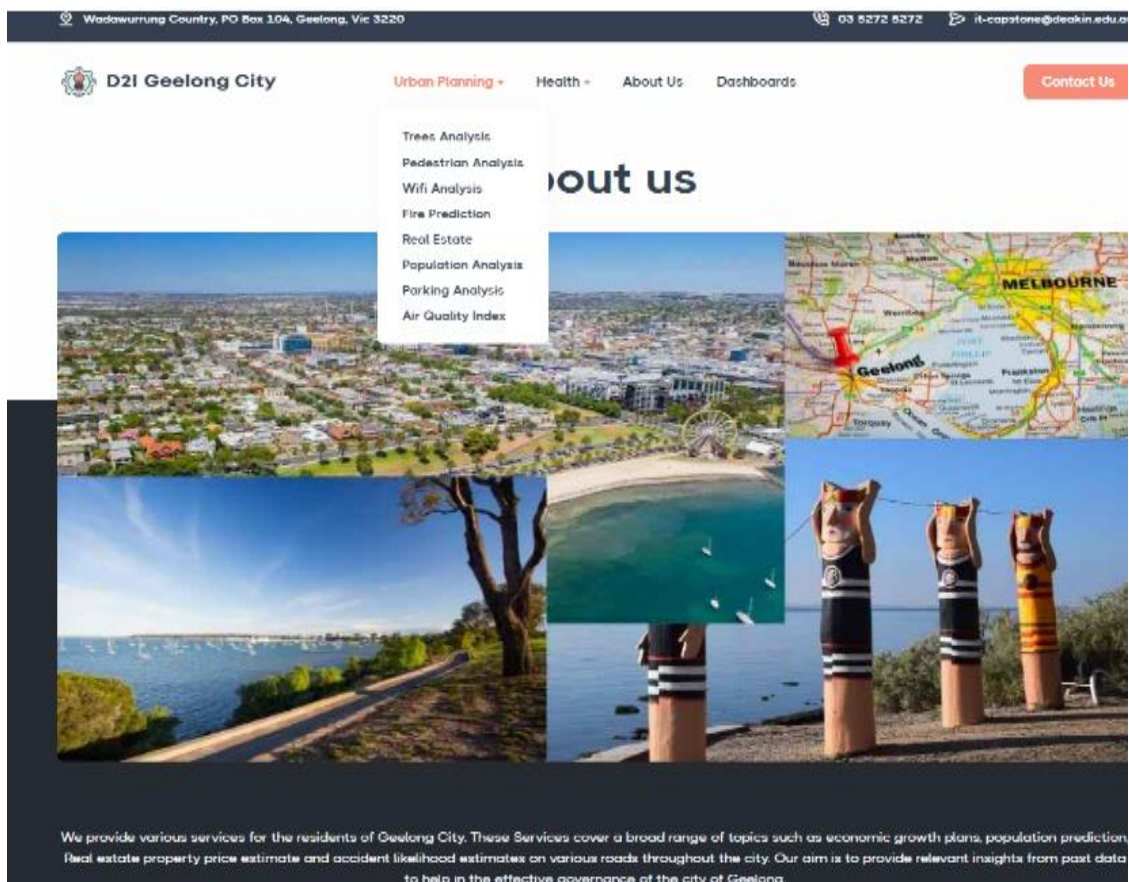 Wadawurrung Country, PO Box 104, Geelong, Vic 3220
03 5272 5272
it-capstone@deakin.edu.au
D2I Geelong City
Urban Planning
Health
About Us
Dashboards
Contact Us
Trees Analysis
Pedestrian Analysis
Wifi Analysis
Fire Prediction
Real Estate
Population Analysis
Parking Analysis
Air Quality Index
out us
MELBOURNE
Werribee
Geelong
Frankston
Torquay
We provide various services for the residents of Geelong City. These Services cover a broad range of topics such as economic growth plans, population prediction,
Real estate property price estimate and accident likelihood estimates on various roads throughout the city. Our aim is to provide relevant insights from past data
to help in the effective governance of the city of Geelong.